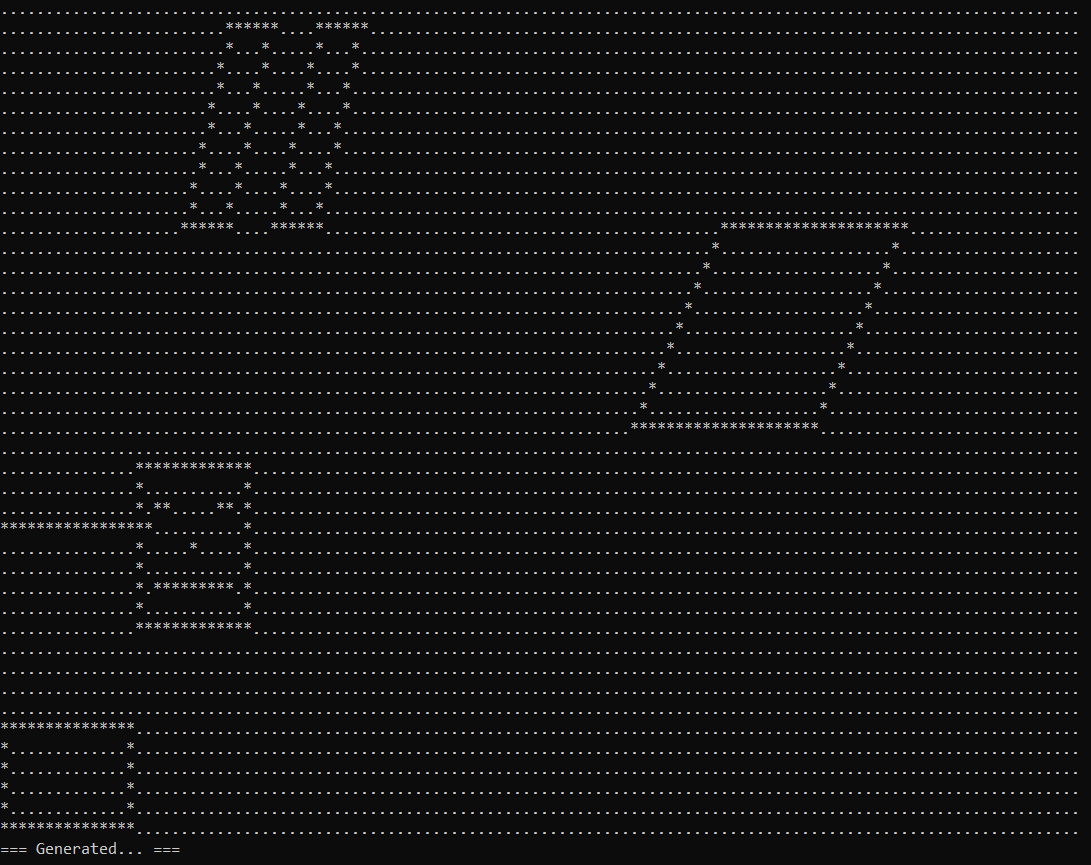 === Generated... ===